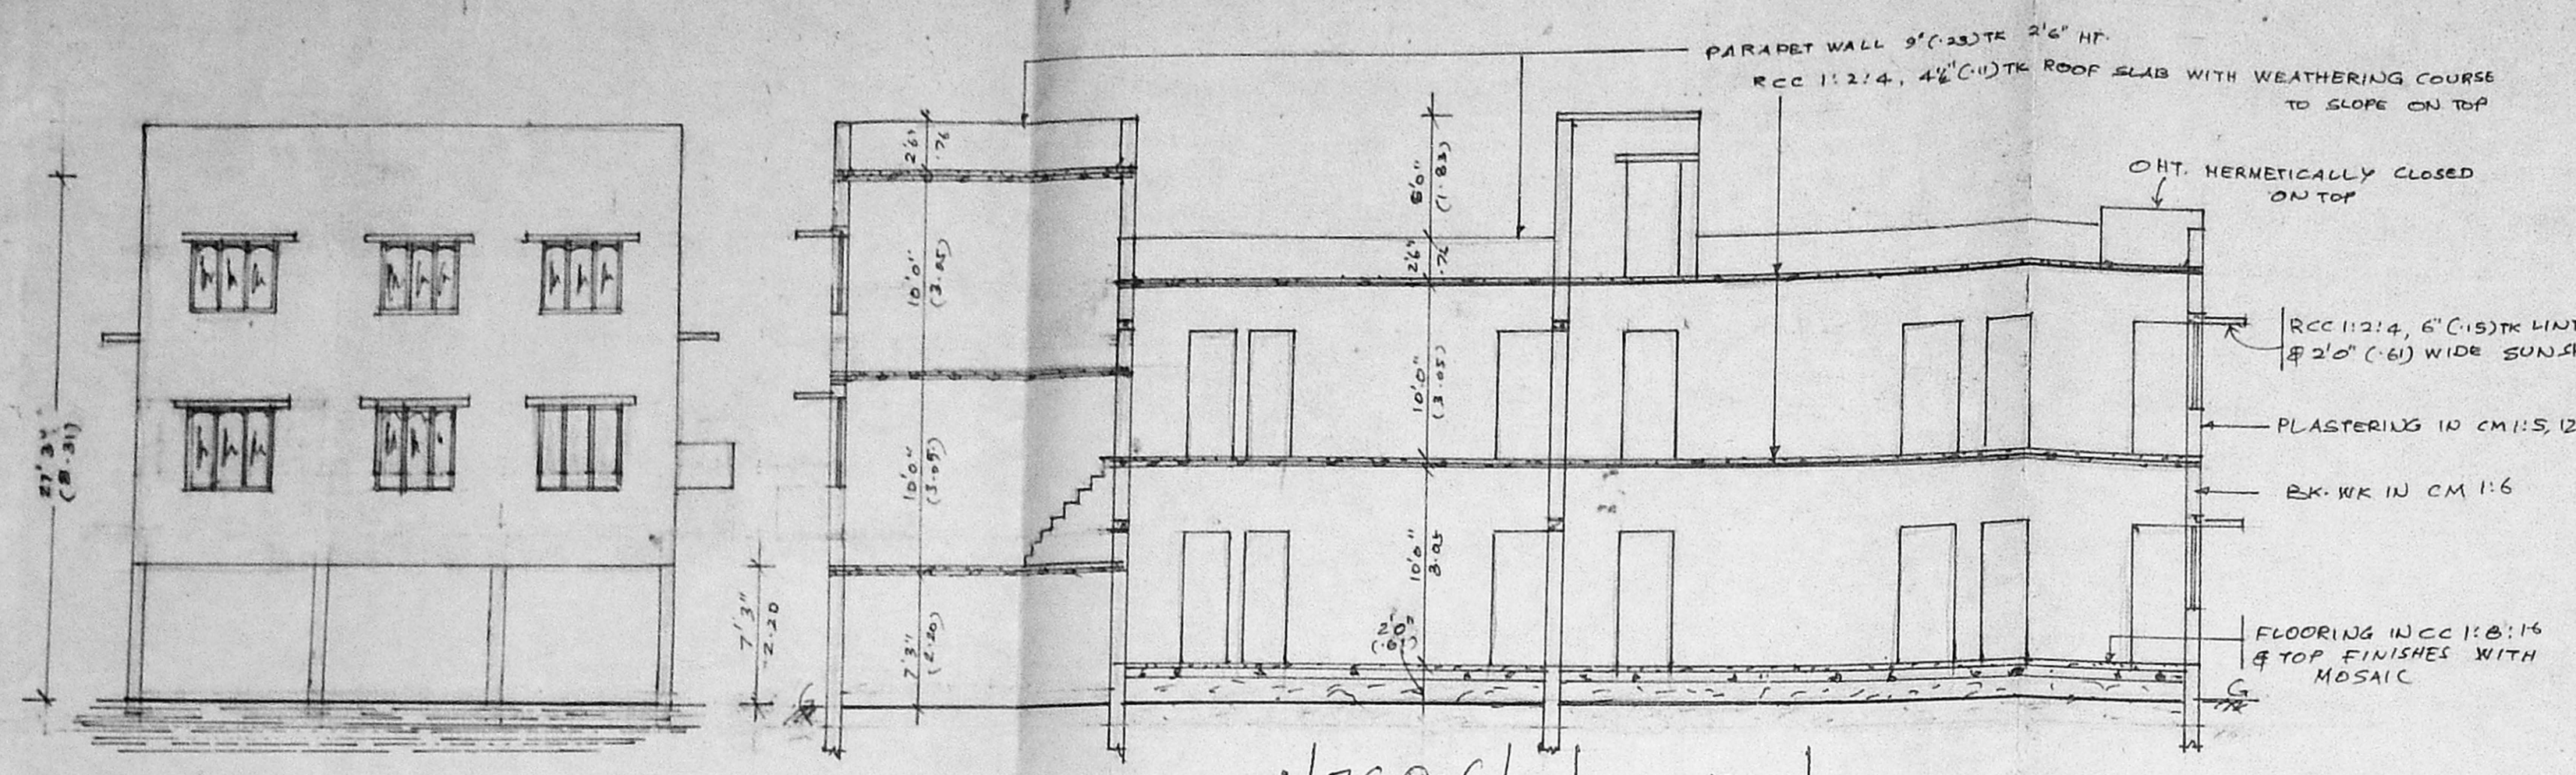 PARAPET WALL 9"(.23)TK 2'6" HT.
RCC 1:2:4, 4½"(.11)TK ROOF SLAB WITH WEATHERING COURSE
TO SLOPE ON TOP
OHT. HERMETICALLY CLOSED
ON TOP
RCC 1:2:4, 6"(.15)TK LINT
& 2'0" (.61) WIDE SUNS
PLASTERING IN CM 1:5, 12
BK. WK IN CM 1:6
FLOORING IN CC 1:8:16
& TOP FINISHES WITH
MOSAIC
G
27'3"
(8.31)
7'3"
2.20
2'6"
.76
10'0"
(3.05)
10'0"
(3.05)
7'3"
(2.20)
(1.83)
2'6"
.76
10'0"
(3.05)
10'0"
3.05
2'0"
(.61)